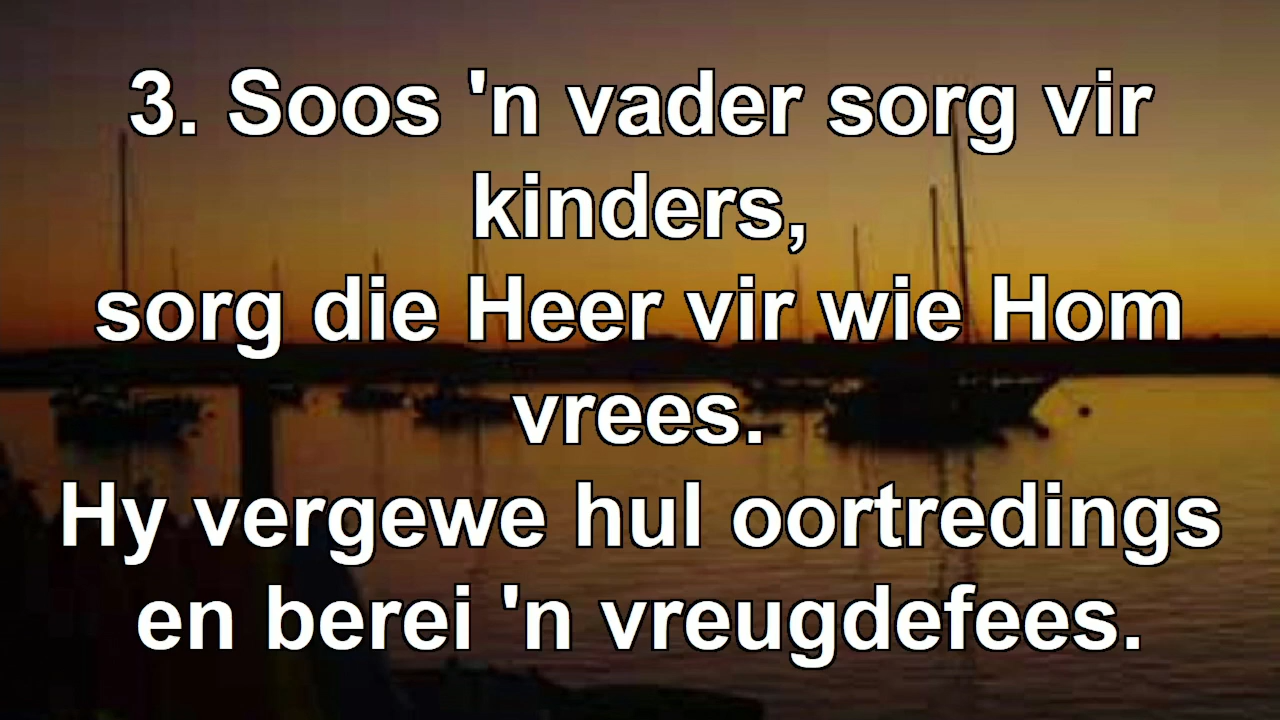 3. Soos 'n vader sorg vir
kinders,
sorg die Heer vir wie Hom
vrees.
Hy vergewe hul oortredings
en berei 'n vreugdefees.